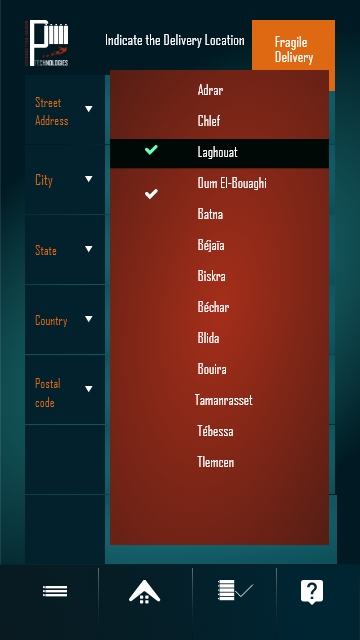 TECHNOLOGIES
Indicate the Delivery Location
Fragile
Delivery
Street
Address
City
State
Country
Postal
code
Adrar
Chlef
Laghouat
Oum El-Bouaghi
Batna
Béjaïa
Biskra
Béchar
Blida
Bouira
Tamanrasset
Tébessa
Tlemcen